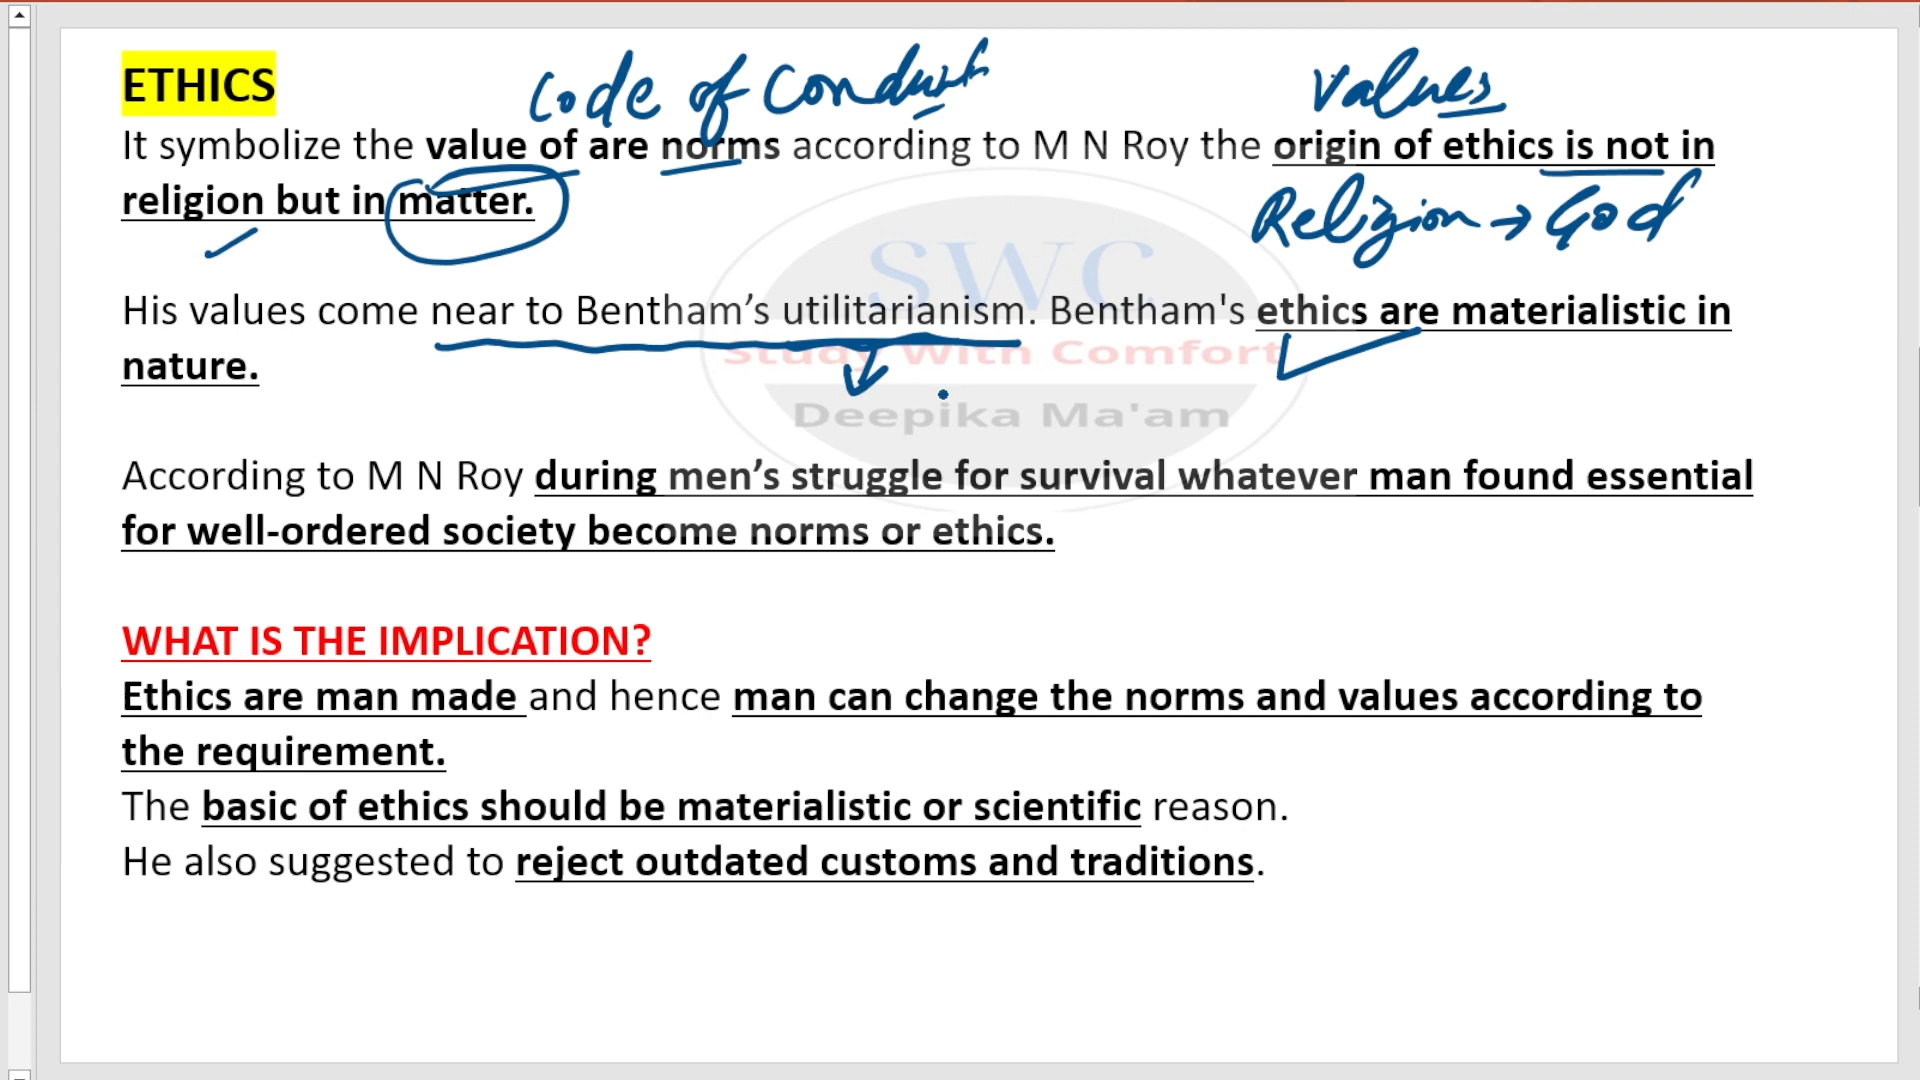 ETHICS
Code of Conduct
Values
It symbolize the value of are norms according to M N Roy the origin of ethics is not in
religion but in matter.
Religion → God
SWC
His values come near to Bentham’s utilitarianism. Bentham's ethics are materialistic in
Study With Comfort
nature.
Deepika Ma'am
According to M N Roy during men’s struggle for survival whatever man found essential
for well-ordered society become norms or ethics.
WHAT IS THE IMPLICATION?
Ethics are man made and hence man can change the norms and values according to
the requirement.
The basic of ethics should be materialistic or scientific reason.
He also suggested to reject outdated customs and traditions.